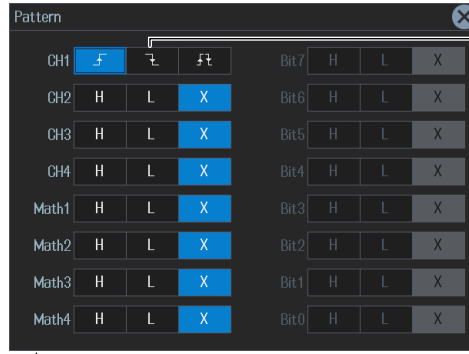 Pattern
CH1 Bit7 H L X
CH2 H L X Bit6 H L X
CH3 H L X Bit5 H L X
CH4 H L X Bit4 H L X
Math1 H L X Bit3 H L X
Math2 H L X Bit2 H L X
Math3 H L X Bit1 H L X
Math4 H L X Bit0 H L X